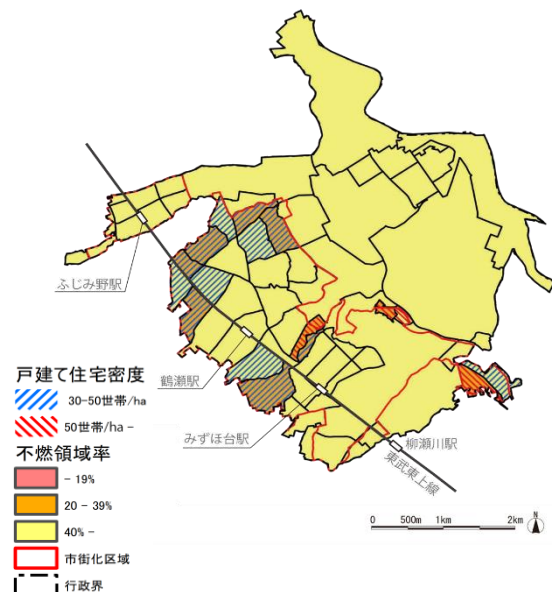 ふじみ野駅
鶴瀬駅
みずほ台駅
柳瀬川駅
東武東上線
戸建て住宅密度
30-50世帯/ha
50世帯/ha -
不燃領域率
- 19%
20 - 39%
40% -
市街化区域
行政界
0 500m 1km 2km
N